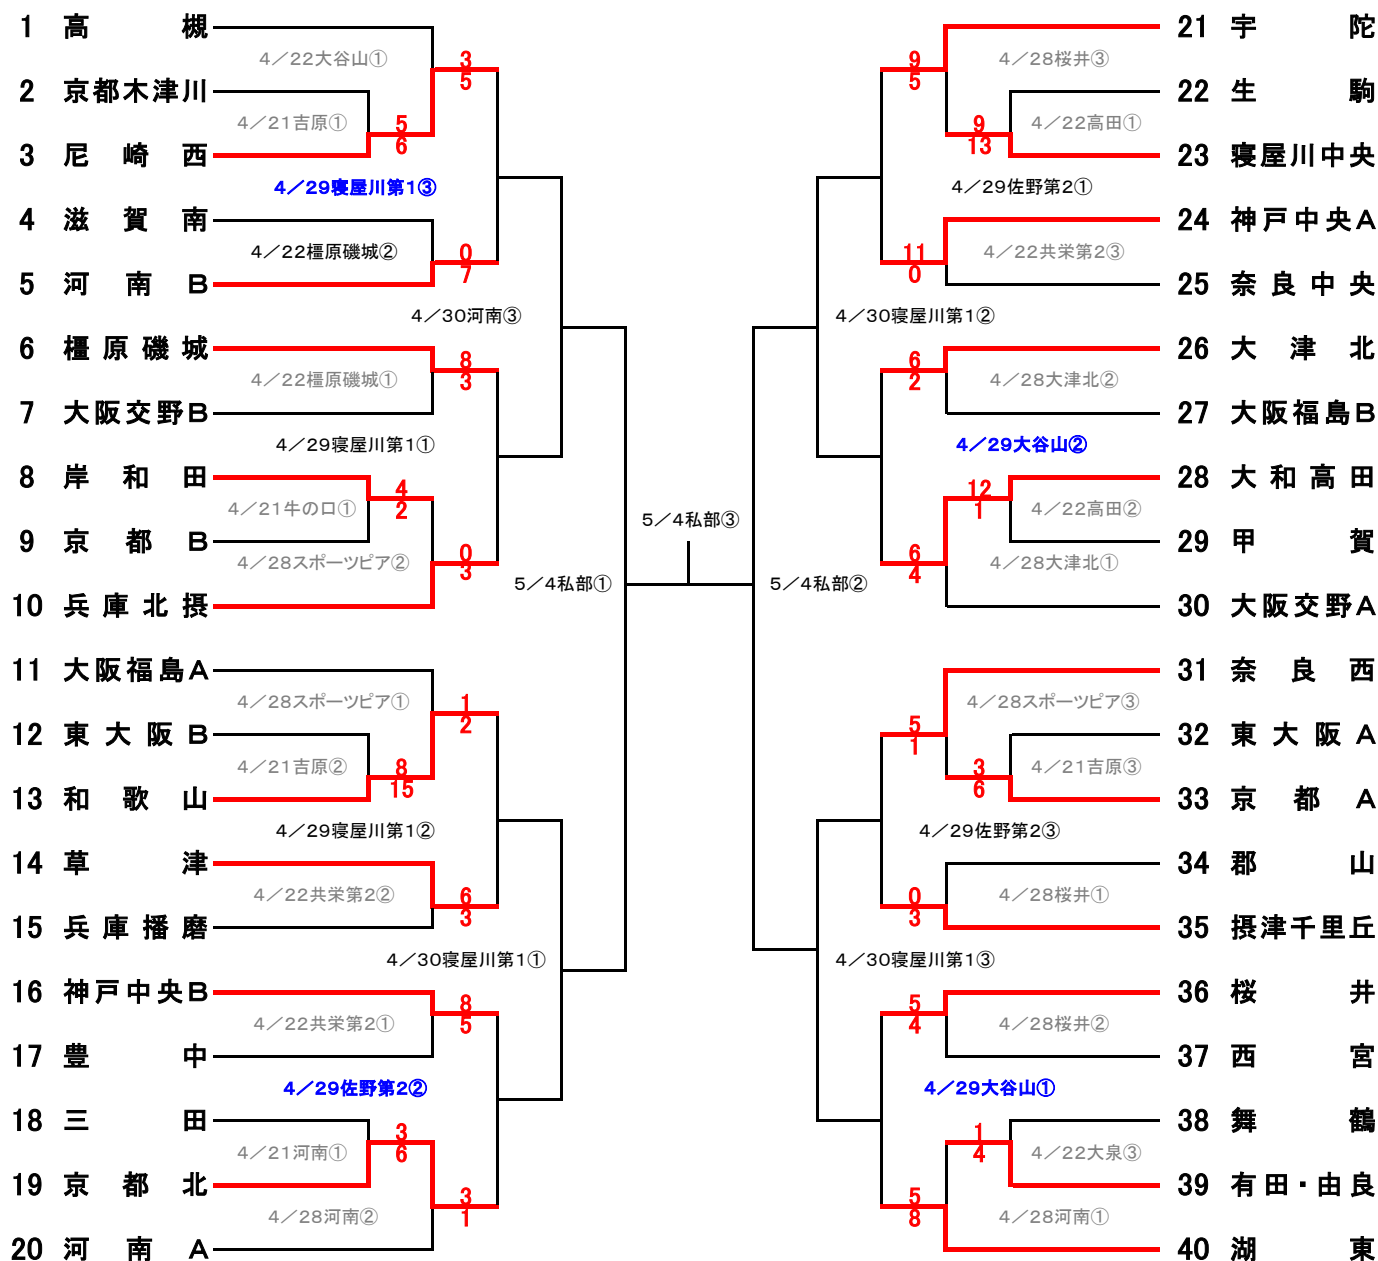 1 高槻
4／22大谷山①
3
5
2 京都木津川
4／21吉原①
5
6
3 尼崎西
4／29寝屋川第1③
4 滋賀南
4／22橿原磯城②
0
7
5 河南B
4／30河南③
6 橿原磯城
4／22橿原磯城①
8
3
7 大阪交野B
4／29寝屋川第1①
8 岸和田
4／21牛の口①
4
2
9 京都B
4／28スポーツピア②
0
3
10 兵庫北摂
5／4私部①
11 大阪福島A
4／28スポーツピア①
1
2
12 東大阪B
4／21吉原②
8
15
13 和歌山
4／29寝屋川第1②
14 草津
4／22共栄第2②
6
3
15 兵庫播磨
4／30寝屋川第1①
16 神戸中央B
4／22共栄第2①
8
5
17 豊中
4／29佐野第2②
18 三田
4／21河南①
3
6
19 京都北
4／28河南②
3
1
20 河南A
5／4私部③
21 宇陀
9
5
4／28桜井③
22 生駒
9
13
4／22高田①
23 寝屋川中央
4／29佐野第2①
24 神戸中央A
11
0
4／22共栄第2③
25 奈良中央
4／30寝屋川第1②
26 大津北
6
2
4／28大津北②
27 大阪福島B
4／29大谷山②
28 大和高田
12
1
4／22高田②
29 甲賀
6
4
4／28大津北①
5／4私部②
30 大阪交野A
31 奈良西
5
1
4／28スポーツピア③
32 東大阪A
3
6
4／21吉原③
33 京都A
4／29佐野第2③
34 郡山
0
3
4／28桜井①
35 摂津千里丘
4／30寝屋川第1③
36 桜井
5
4
4／28桜井②
37 西宮
4／29大谷山①
38 舞鶴
1
4
4／22大泉③
39 有田・由良
5
8
4／28河南①
40 湖東